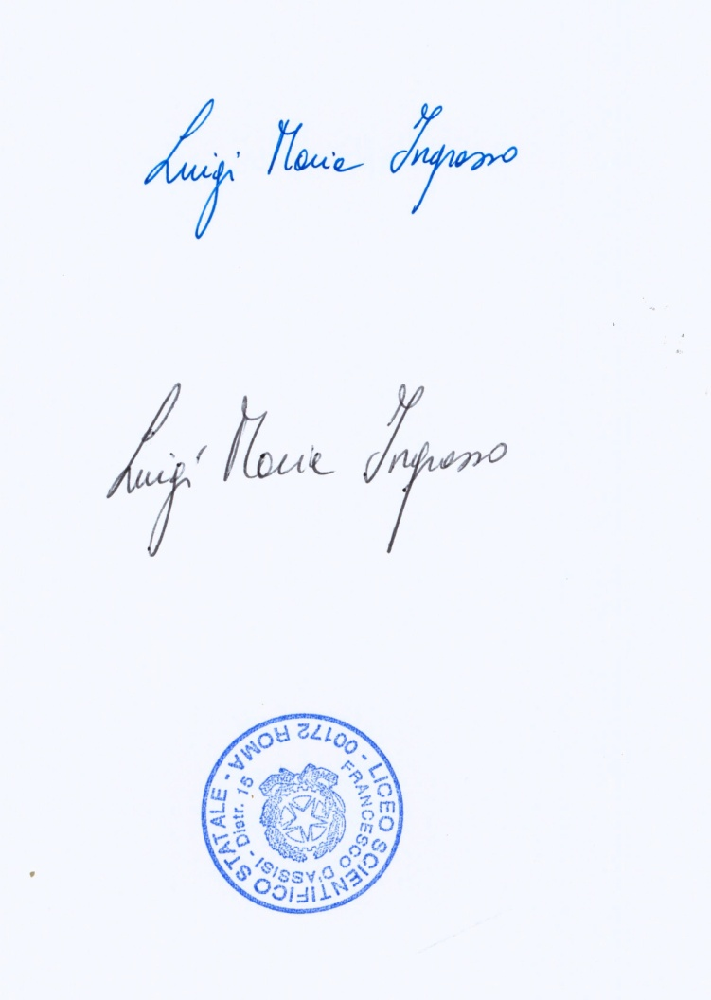 Luigi Maria Ingrosso
Luigi Maria Ingrosso
LICEO SCIENTIFICO STATALE - 00172 ROMA -
FRANCESCO D'ASSISI - Distr. 15